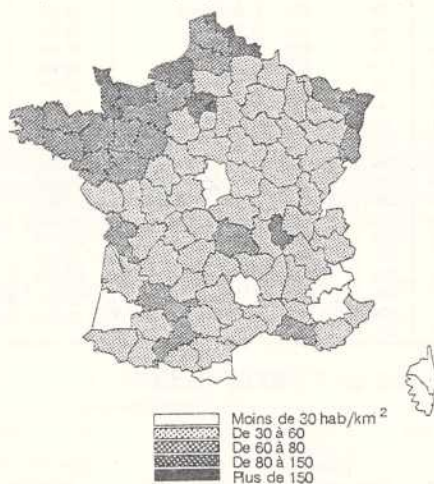 Moins de 30 hab/km²
De 30 à 60
De 60 à 80
De 80 à 150
Plus de 150